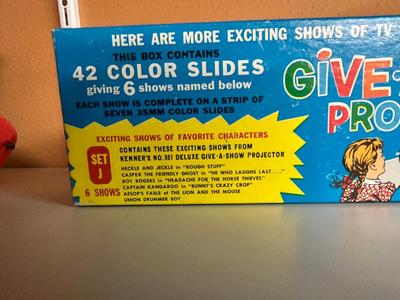 HERE ARE MORE EXCITING SHOWS OF TV
THIS BOX CONTAINS
42 COLOR SLIDES
giving 6 shows named below
EACH SHOW IS COMPLETE ON A STRIP OF
SEVEN 35MM COLOR SLIDES
GIVE-
PRO
EXCITING SHOWS OF FAVORITE CHARACTERS
SET
J
6 SHOWS
CONTAINS THESE EXCITING SHOWS FROM
KENNER'S NO. 101 DELUXE GIVE-A-SHOW PROJECTOR
HECKLE AND JECKLE in "ROUGH STUFF"
CASPER THE FRIENDLY GHOST in "HE WHO LAUGHS LAST..."
ROY ROGERS in "HEADACHE FOR THE HORSE THIEVES"
CAPTAIN KANGAROO in "BUNNY'S CRAZY CROP"
AESOP'S FABLE of THE LION AND THE MOUSE
UNION DRUMMER BOY